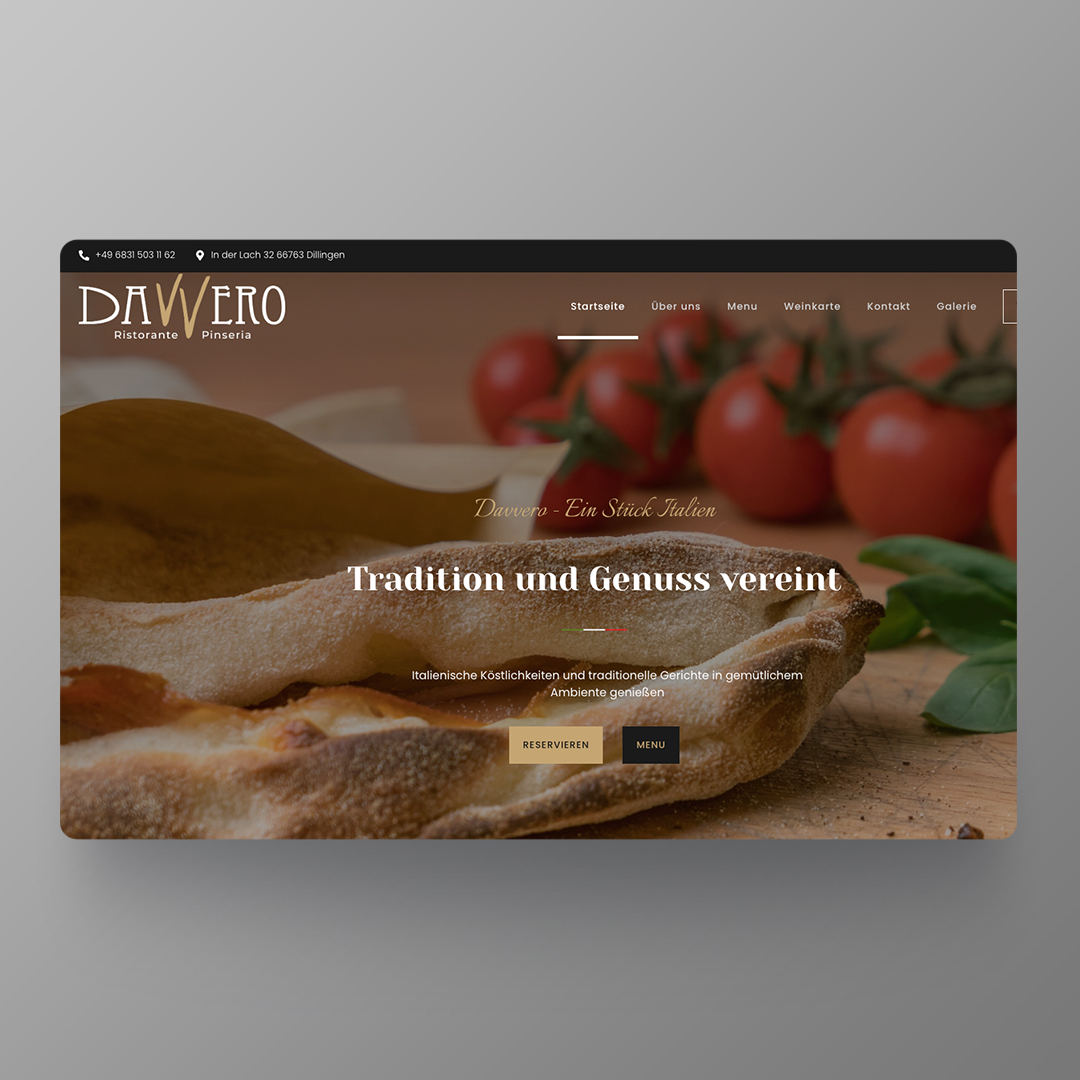 +49 6831 503 11 62 In der Lach 32 66763 Dillingen
DAVVERO
Ristorante Pinseria
Startseite Über uns Menu Weinkarte Kontakt Galerie
Davvero - Ein Stück Italien
Tradition und Genuss vereint
Italienische Köstlichkeiten und traditionelle Gerichte in gemütlichem
Ambiente genießen
RESERVIEREN MENU